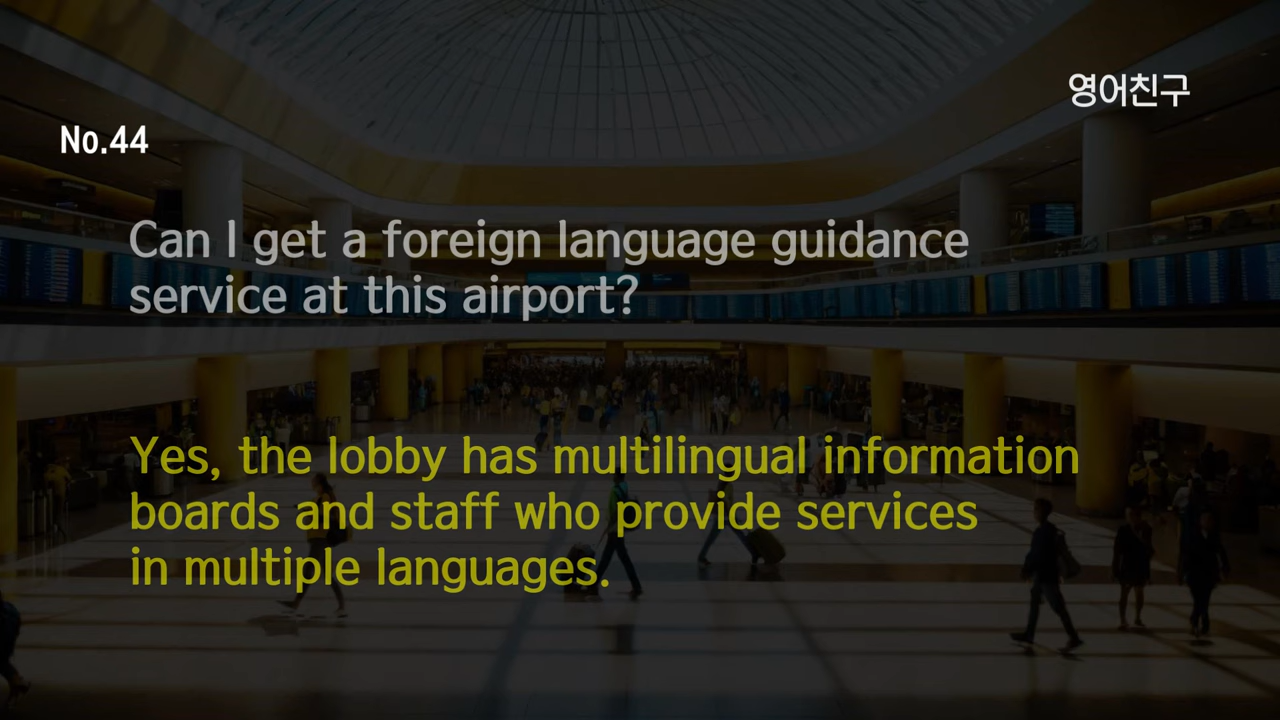 영어친구
No.44
Can I get a foreign language guidance
service at this airport?
Yes, the lobby has multilingual information
boards and staff who provide services
in multiple languages.